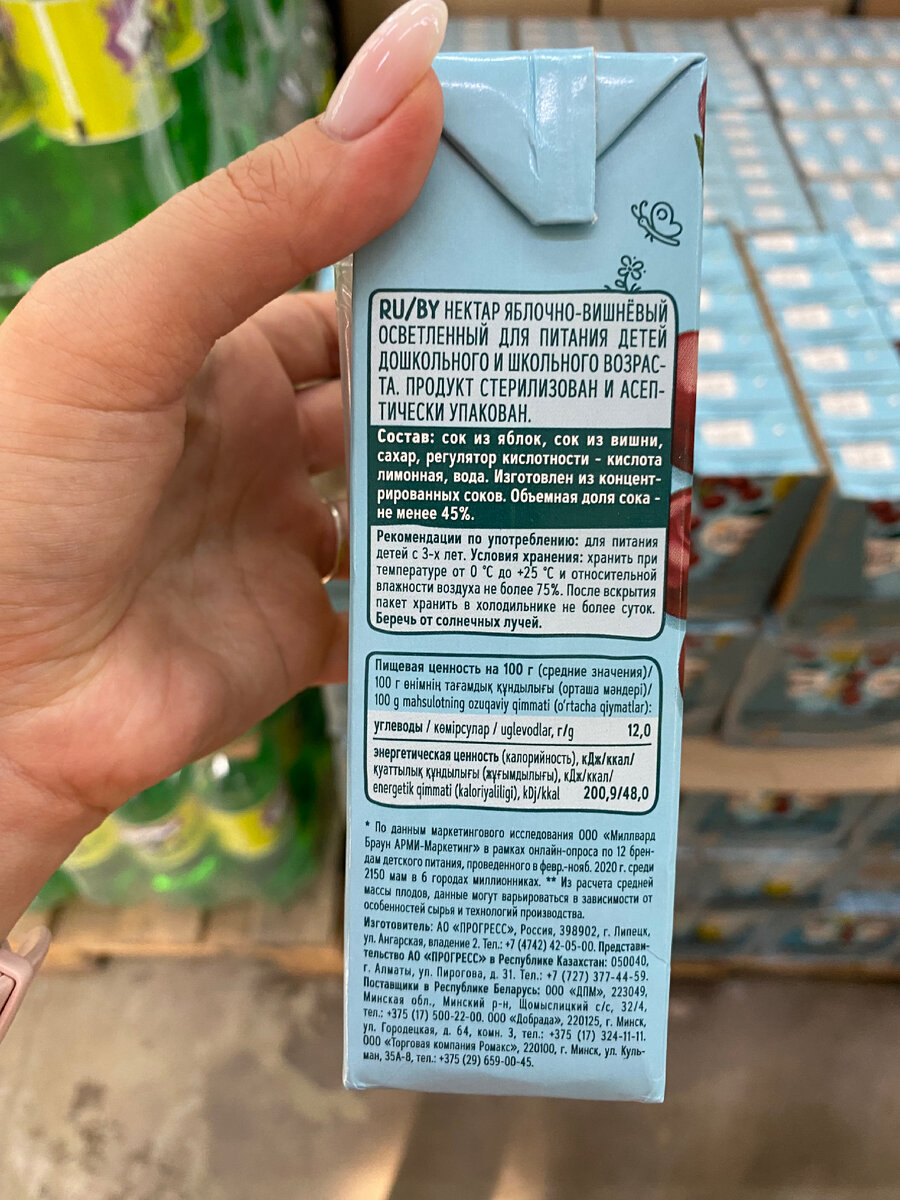 RU/BY НЕКТАР ЯБЛОЧНО-ВИШНЁВЫЙ
ОСВЕТЛЕННЫЙ ДЛЯ ПИТАНИЯ ДЕТЕЙ
ДОШКОЛЬНОГО И ШКОЛЬНОГО ВОЗРАС-
ТА. ПРОДУКТ СТЕРИЛИЗОВАН И АСЕП-
ТИЧЕСКИ УПАКОВАН.
Состав: сок из яблок, сок из вишни,
сахар, регулятор кислотности - кислота
лимонная, вода. Изготовлен из концент-
рированных соков. Объемная доля сока -
не менее 45%.
Рекомендации по употреблению: для питания
детей с 3-х лет. Условия хранения: хранить при
температуре от 0 °С до +25 °С и относительной
влажности воздуха не более 75%. После вскрытия
пакет хранить в холодильнике не более суток.
Беречь от солнечных лучей.
Пищевая ценность на 100 г (средние значения)/
100 г өнімнің тағамдық құндылығы (орташа мәндері)/
100 g mahsulotning ozuqaviy qimmati (o'rtacha qiymatlar):
углеводы / көмірсулар / uglevodlar, г/g 12,0
энергетическая ценность (калорийность), кДж/ккал/
қуаттылық құндылығы (жұғымдылығы), кДж/ккал/
energetik qimmati (kaloriyaliligi), kDj/kkal 200,9/48,0
* По данным маркетингового исследования ООО «Миллвард
Браун АРМИ-Маркетинг» в рамках онлайн-опроса по 12 брен-
дам детского питания, проведенного в февр.-нояб. 2020 г. среди
2150 мам в 6 городах миллионниках. ** Из расчета средней
массы плодов, данные могут варьироваться в зависимости от
особенностей сырья и технологий производства.
Изготовитель: АО «ПРОГРЕСС», Россия, 398902, г. Липецк,
ул. Ангарская, владение 2. Тел.: +7 (4742) 42-05-00. Представи-
тельство АО «ПРОГРЕСС» в Республике Казахстан: 050040,
г. Алматы, ул. Пирогова, д. 31. Тел.: +7 (727) 377-44-59.
Поставщики в Республике Беларусь: ООО «ДПМ», 223049,
Минская обл., Минский р-н, Щомыслицкий с/с, 32/4,
тел.: +375 (17) 500-22-00. ООО «Добрада», 220125, г. Минск,
ул. Городецкая, д. 64, комн. 3, тел.: +375 (17) 324-11-11.
ООО «Торговая компания Ромакс», 220100, г. Минск, ул. Куль-
ман, 35А-8, тел.: +375 (29) 659-00-45.